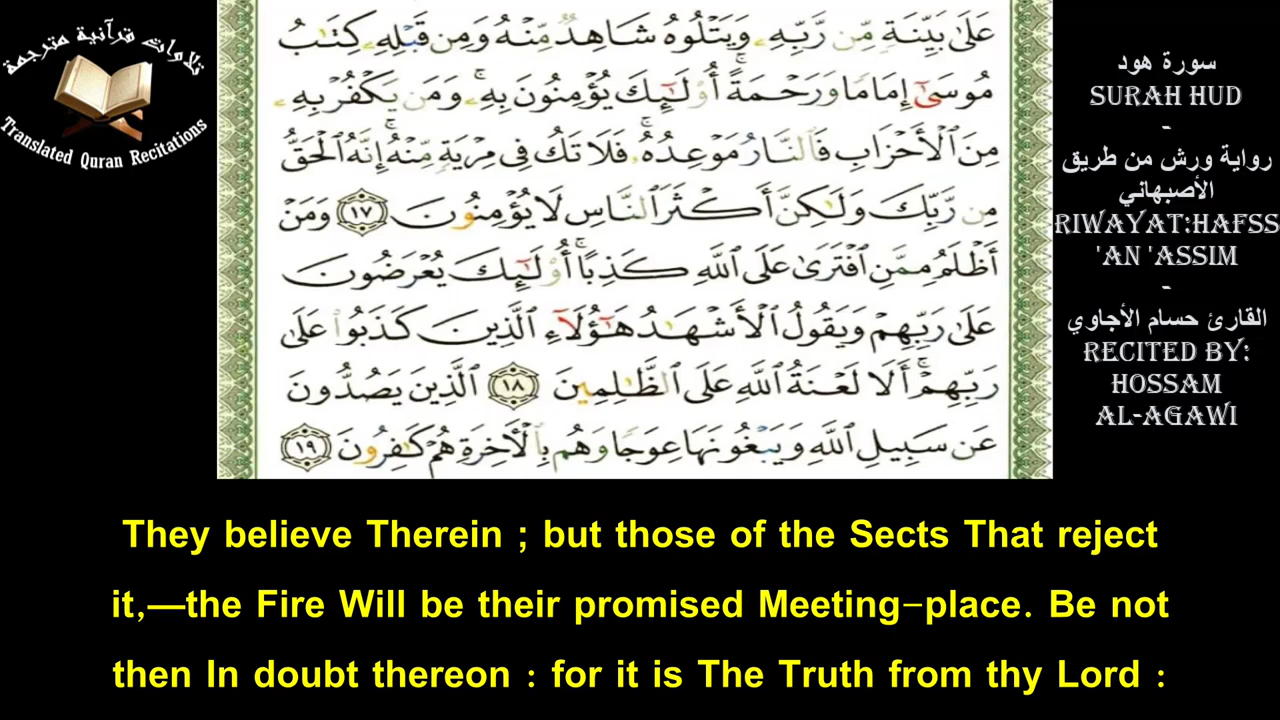 تلاوات قرآنية مترجمة
Translated Quran Recitations
عَلَىٰ بَيِّنَةٍ مِّن رَّبِّهِۦ وَيَتْلُوهُ شَاهِدٌ مِّنْهُ وَمِن قَبْلِهِۦ كِتَٰبُ
مُوسَىٰٓ إِمَامًا وَرَحْمَةً ۚ أُوْلَٰٓئِكَ يُؤْمِنُونَ بِهِۦ ۚ وَمَن يَكْفُرْ بِهِۦ
مِنَ ٱلْأَحْزَابِ فَٱلنَّارُ مَوْعِدُهُۥ ۚ فَلَا تَكُ فِى مِرْيَةٍ مِّنْهُ ۚ إِنَّهُ ٱلْحَقُّ
مِن رَّبِّكَ وَلَٰكِنَّ أَكْثَرَ ٱلنَّاسِ لَا يُؤْمِنُونَ ١٧ وَمَنْ
أَظْلَمُ مِمَّنِ ٱفْتَرَىٰ عَلَى ٱللَّهِ كَذِبًا ۚ أُوْلَٰٓئِكَ يُعْرَضُونَ
عَلَىٰ رَبِّهِمْ وَيَقُولُ ٱلْأَشْهَٰدُ هَٰٓؤُلَآءِ ٱلَّذِينَ كَذَبُوا۟ عَلَىٰ
رَبِّهِمْ ۚ أَلَا لَعْنَةُ ٱللَّهِ عَلَى ٱلظَّٰلِمِينَ ١٨ ٱلَّذِينَ يَصُدُّونَ
عَن سَبِيلِ ٱللَّهِ وَيَبْغُونَهَا عِوَجًا وَهُم بِٱلْأَخِرَةِ هُمْ كَٰفِرُونَ ١٩
سورة هود
SURAH HUD
-
رواية ورش من طريق
الأصبهاني
RIWAYAT:HAFSS
'AN 'ASSIM
-
القارئ حسام الأجاوي
RECITED BY:
HOSSAM
AL-AGAWI
They believe Therein ; but those of the Sects That reject
it,—the Fire Will be their promised Meeting-place. Be not
then In doubt thereon : for it is The Truth from thy Lord :